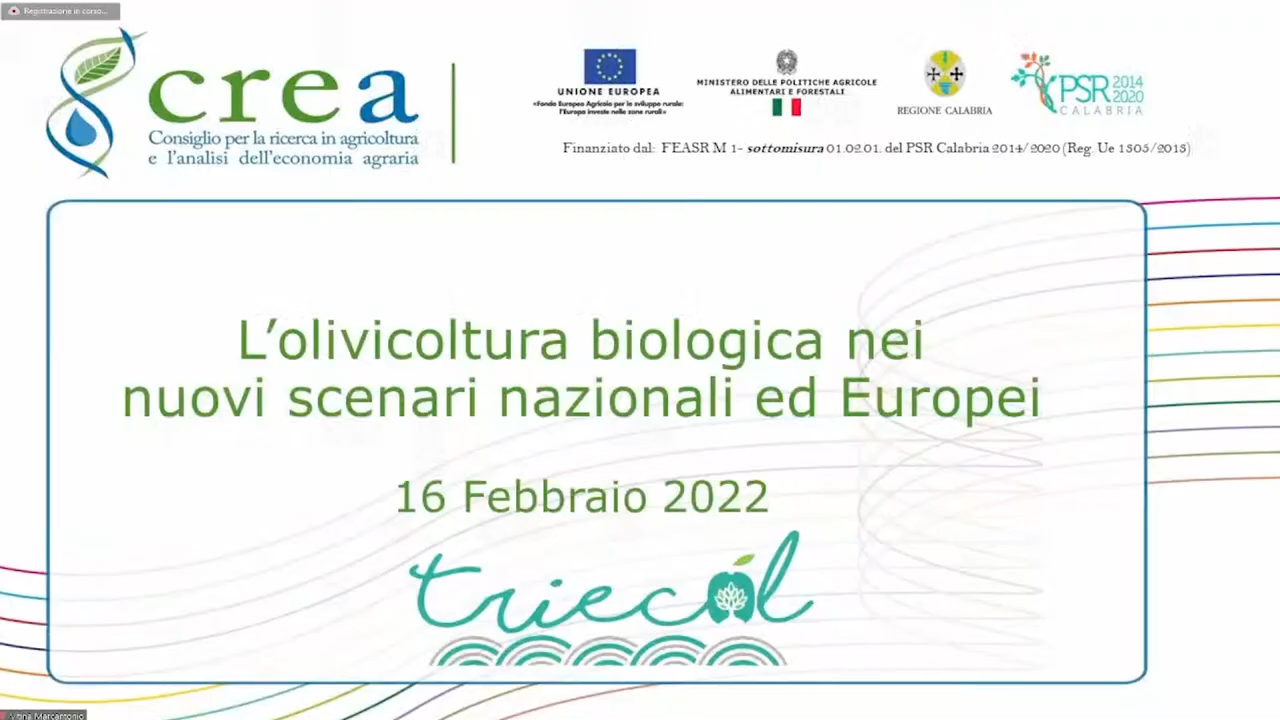 Registrazione in corso...
crea
Consiglio per la ricerca in agricoltura
e l'analisi dell'economia agraria
UNIONE EUROPEA
«Fondo Europeo Agricolo per lo sviluppo rurale:
l'Europa investe nelle zone rurali»
MINISTERO DELLE POLITICHE AGRICOLE
ALIMENTARI E FORESTALI
REGIONE CALABRIA
PSR 2014
2020
CALABRIA
Finanziato dal: FEASR M 1- sottomisura 01.02.01. del PSR Calabria 2014/2020 (Reg. Ue 1305/2013)
L'olivicoltura biologica nei
nuovi scenari nazionali ed Europei
16 Febbraio 2022
triecol
Vitina Marcantonio